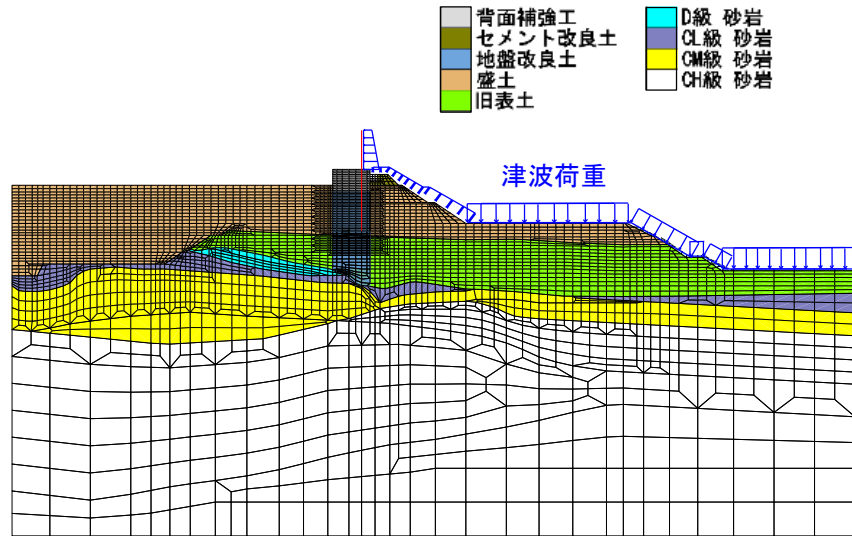 背面補強工
セメント改良土
地盤改良土
盛土
旧表土
D級 砂岩
CL級 砂岩
CM級 砂岩
CH級 砂岩
津波荷重